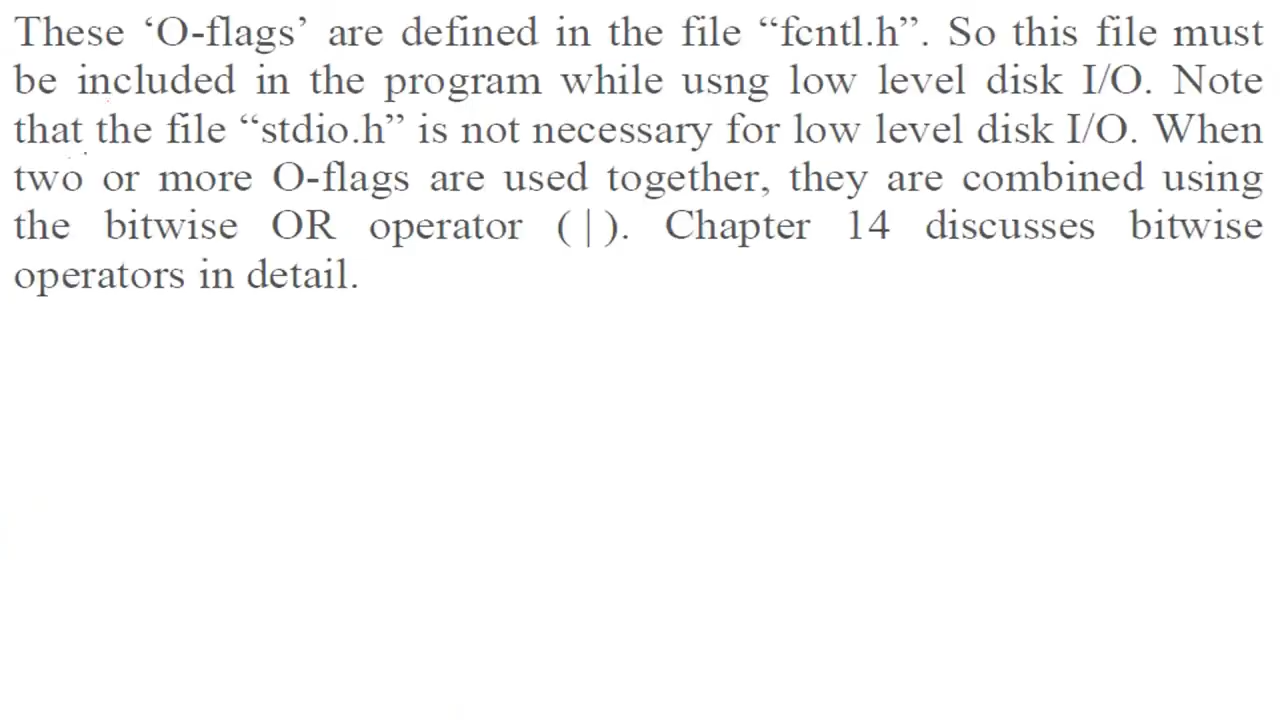 These ‘O-flags’ are defined in the file “fcntl.h”. So this file must
be included in the program while usng low level disk I/O. Note
that the file “stdio.h” is not necessary for low level disk I/O. When
two or more O-flags are used together, they are combined using
the bitwise OR operator ( | ). Chapter 14 discusses bitwise
operators in detail.